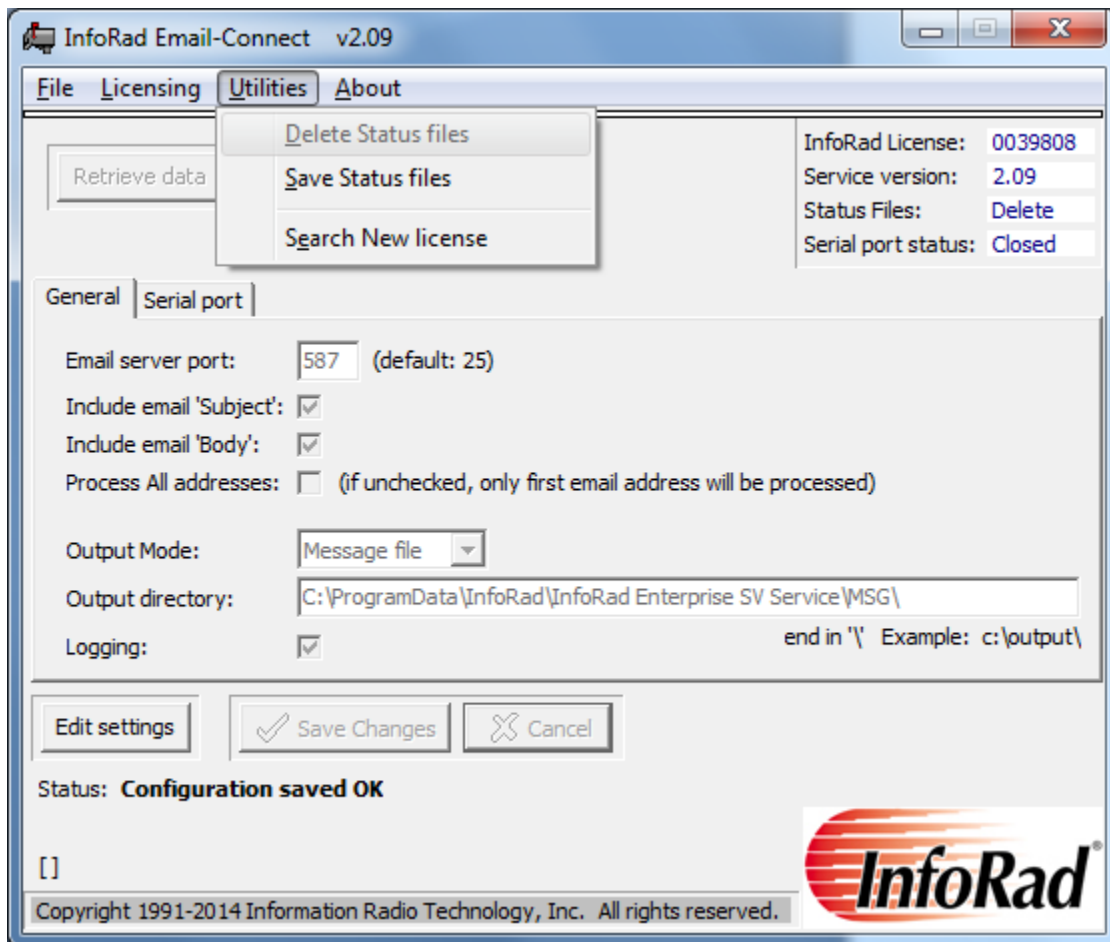 InfoRad Email-Connect v2.09
File Licensing Utilities About
Delete Status files
Save Status files
Search New license
Retrieve data
InfoRad License: 0039808
Service version: 2.09
Status Files: Delete
Serial port status: Closed
General Serial port
Email server port: 587 (default: 25)
Include email 'Subject':
Include email 'Body':
Process All addresses: (if unchecked, only first email address will be processed)
Output Mode: Message file
Output directory: C:\ProgramData\InfoRad\InfoRad Enterprise SV Service\MSG\
Logging: end in '\' Example: c:\output\
Edit settings Save Changes Cancel
Status: Configuration saved OK
[]
InfoRad®
Copyright 1991-2014 Information Radio Technology, Inc. All rights reserved.